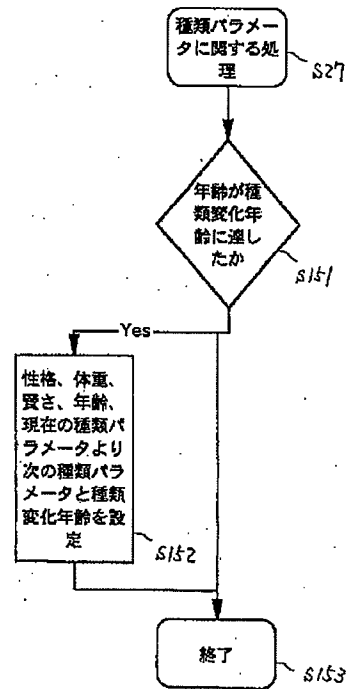 種類パラメー
タに関する処
理
S27
年齢が種
類変化年
齢に達し
たか
S151
Yes
性格、体重、
賢さ、年齢、
現在の種類パ
ラメータより
次の種類パラ
メータと種類
変化年齢を設
定
S152
終了
S153